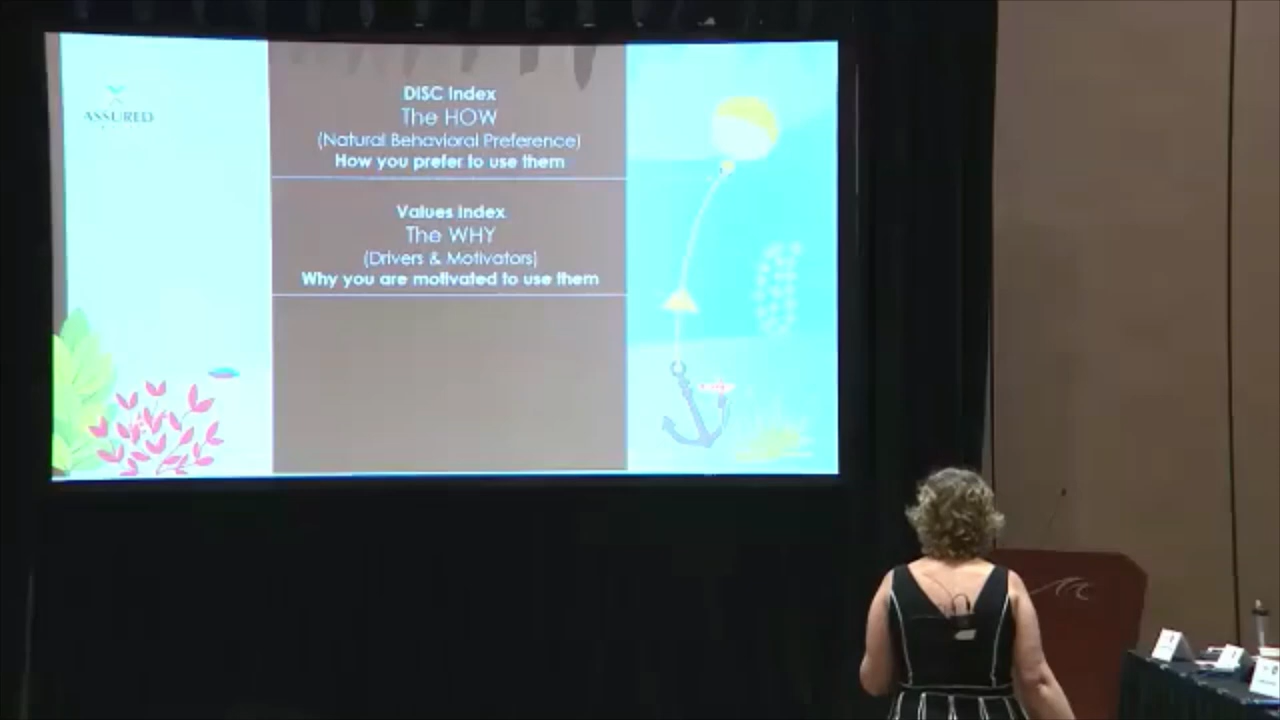 ASSURED
DISC Index
The HOW
(Natural Behavioral Preference)
How you prefer to use them
Values Index
The WHY
(Drivers & Motivators)
Why you are motivated to use them